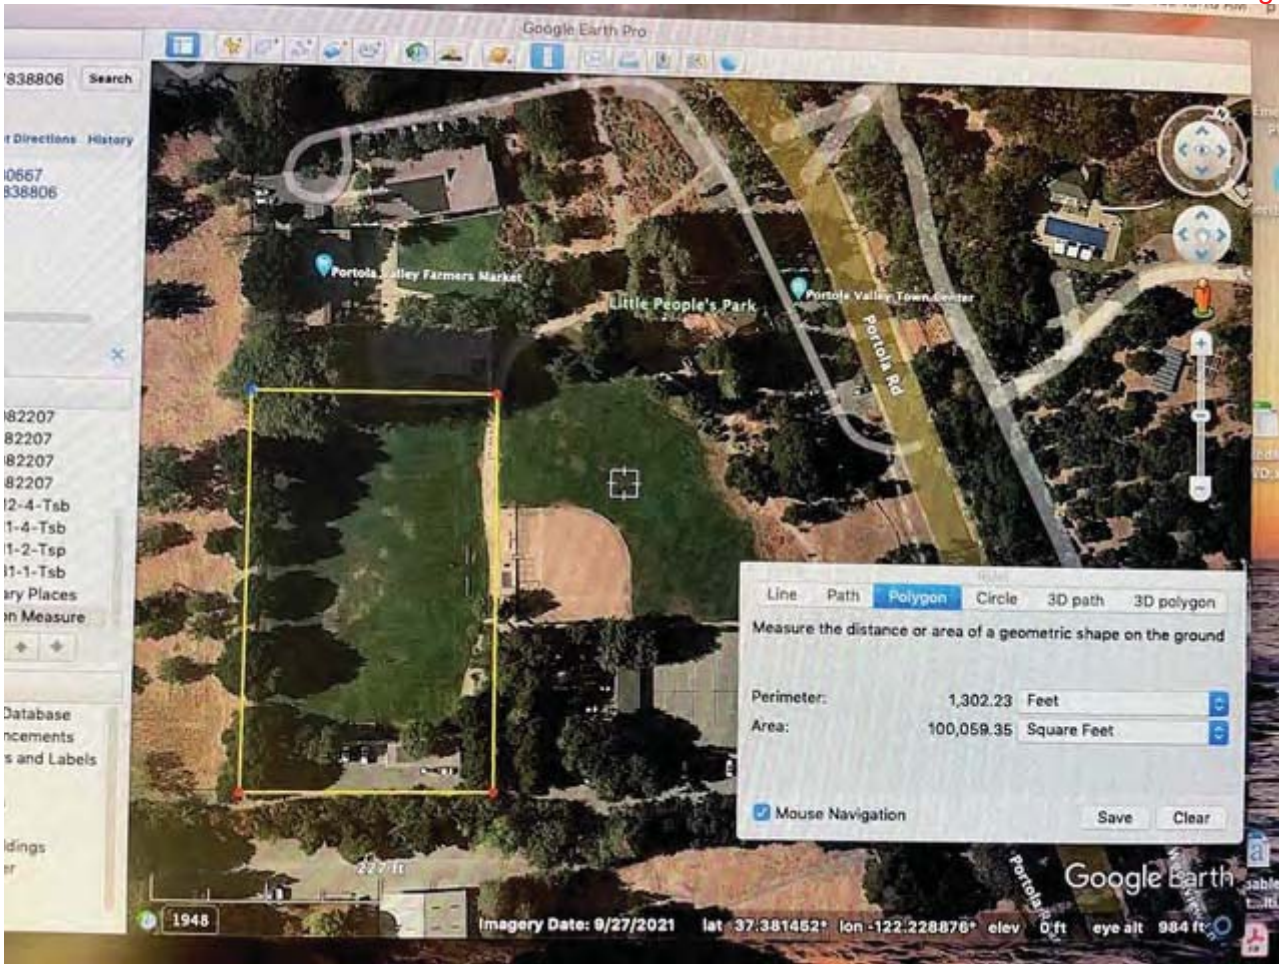 Google Earth Pro
838806 Search
Directions History
838806
82207
82207
82207
82207
2-4-Tsb
1-4-Tsb
1-2-Tsp
1-1-Tsb
ary Places
n Measure
Database
ncements
s and Labels
dings
er
Portola Valley Farmers Market
Little People's Park
Portola Valley Town Center
Portola Rd
Line Path Polygon Circle 3D path 3D polygon
Measure the distance or area of a geometric shape on the ground
Perimeter: 1,302.23 Feet
Area: 100,059.35 Square Feet
Mouse Navigation Save Clear
227 ft
Google Earth
1948
Imagery Date: 9/27/2021 lat 37.381452° lon -122.228876° elev 0 ft eye alt 984 ft